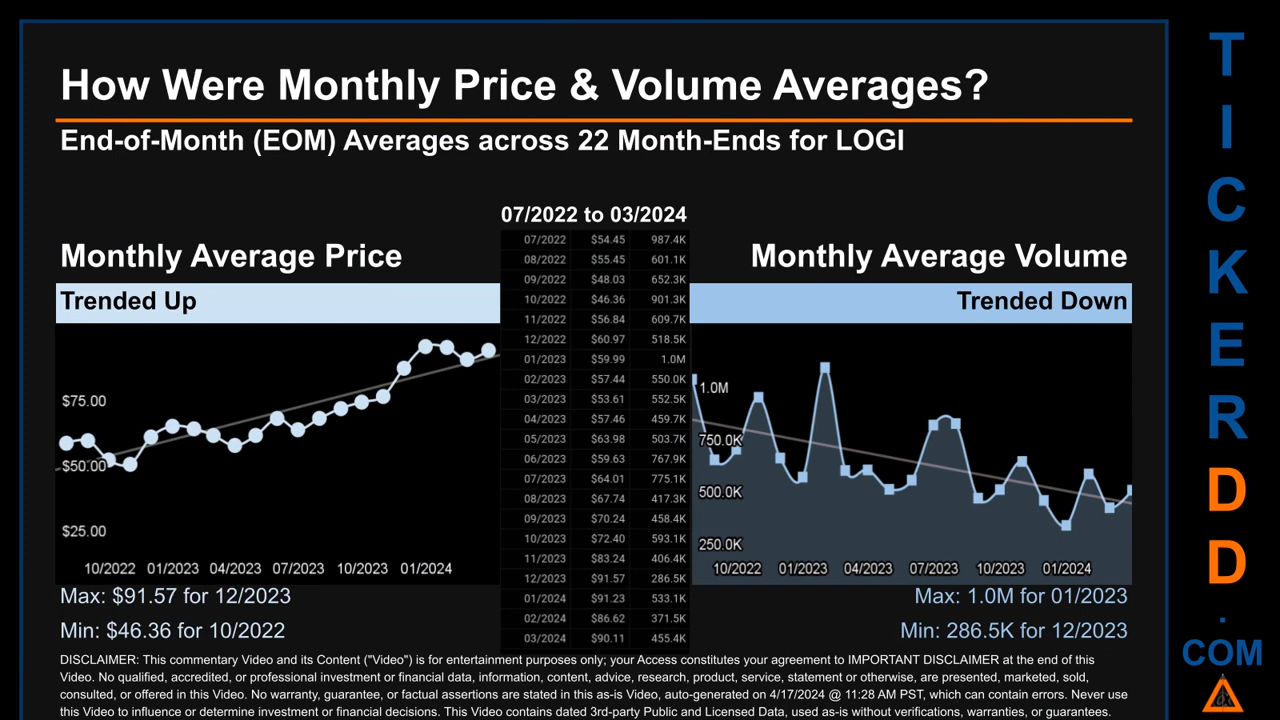 How Were Monthly Price & Volume Averages?
End-of-Month (EOM) Averages across 22 Month-Ends for LOGI
07/2022 to 03/2024
Monthly Average Price
Trended Up
$75.00
$50.00
$25.00
10/2022 01/2023 04/2023 07/2023 10/2023 01/2024
Max: $91.57 for 12/2023
Min: $46.36 for 10/2022
07/2022 $54.45 987.4K
08/2022 $55.45 601.1K
09/2022 $48.03 652.3K
10/2022 $46.36 901.3K
11/2022 $56.84 609.7K
12/2022 $60.97 518.5K
01/2023 $59.99 1.0M
02/2023 $57.44 550.0K
03/2023 $53.61 552.5K
04/2023 $57.46 459.7K
05/2023 $63.98 503.7K
06/2023 $59.63 767.9K
07/2023 $64.01 775.1K
08/2023 $67.74 417.3K
09/2023 $70.24 458.4K
10/2023 $72.40 593.1K
11/2023 $83.24 406.4K
12/2023 $91.57 286.5K
01/2024 $91.23 533.1K
02/2024 $86.62 371.5K
03/2024 $90.11 455.4K
Monthly Average Volume
Trended Down
1.0M
750.0K
500.0K
250.0K
10/2022 01/2023 04/2023 07/2023 10/2023 01/2024
Max: 1.0M for 01/2023
Min: 286.5K for 12/2023
DISCLAIMER: This commentary Video and its Content ("Video") is for entertainment purposes only; your Access constitutes your agreement to IMPORTANT DISCLAIMER at the end of this
Video. No qualified, accredited, or professional investment or financial data, information, content, advice, research, product, service, statement or otherwise, are presented, marketed, sold,
consulted, or offered in this Video. No warranty, guarantee, or factual assertions are stated in this as-is Video, auto-generated on 4/17/2024 @ 11:28 AM PST, which can contain errors. Never use
this Video to influence or determine investment or financial decisions. This Video contains dated 3rd-party Public and Licensed Data, used as-is without verifications, warranties, or guarantees.
T
I
C
K
E
R
D
D
.
COM